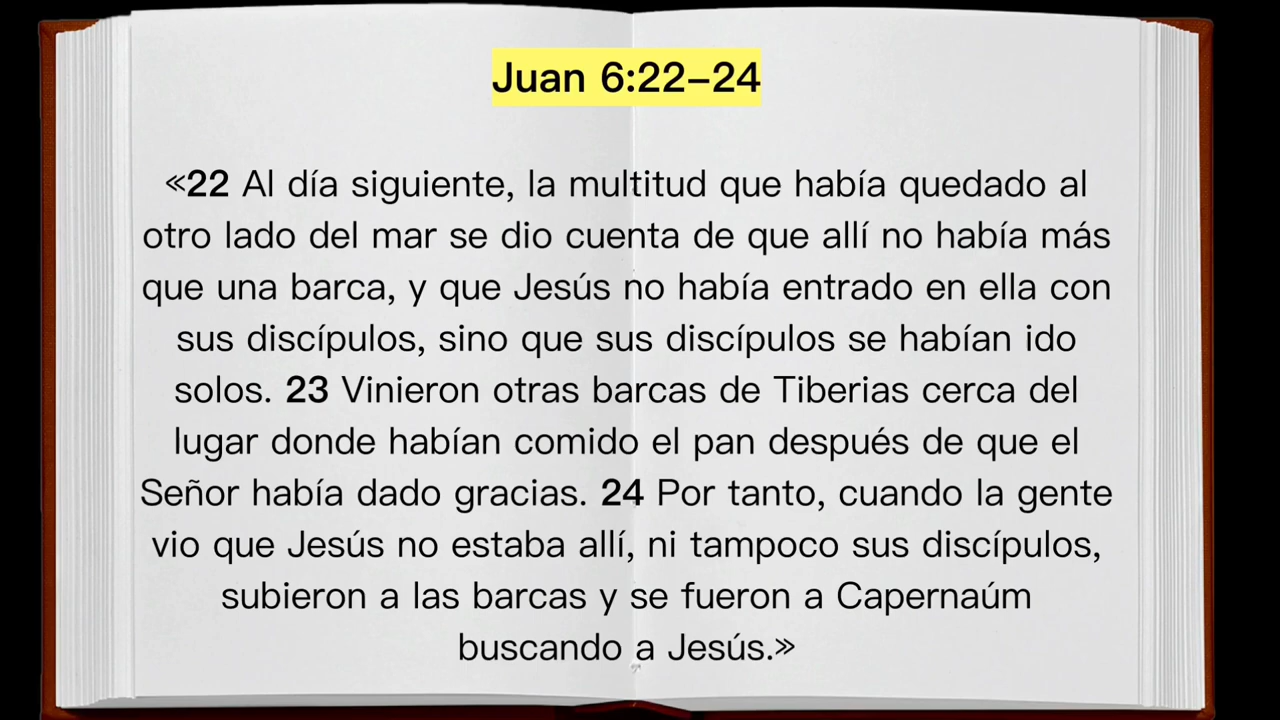 Juan 6:22–24
«22 Al día siguiente, la multitud que había quedado al
otro lado del mar se dio cuenta de que allí no había más
que una barca, y que Jesús no había entrado en ella con
sus discípulos, sino que sus discípulos se habían ido
solos. 23 Vinieron otras barcas de Tiberias cerca del
lugar donde habían comido el pan después de que el
Señor había dado gracias. 24 Por tanto, cuando la gente
vio que Jesús no estaba allí, ni tampoco sus discípulos,
subieron a las barcas y se fueron a Capernaúm
buscando a Jesús.»